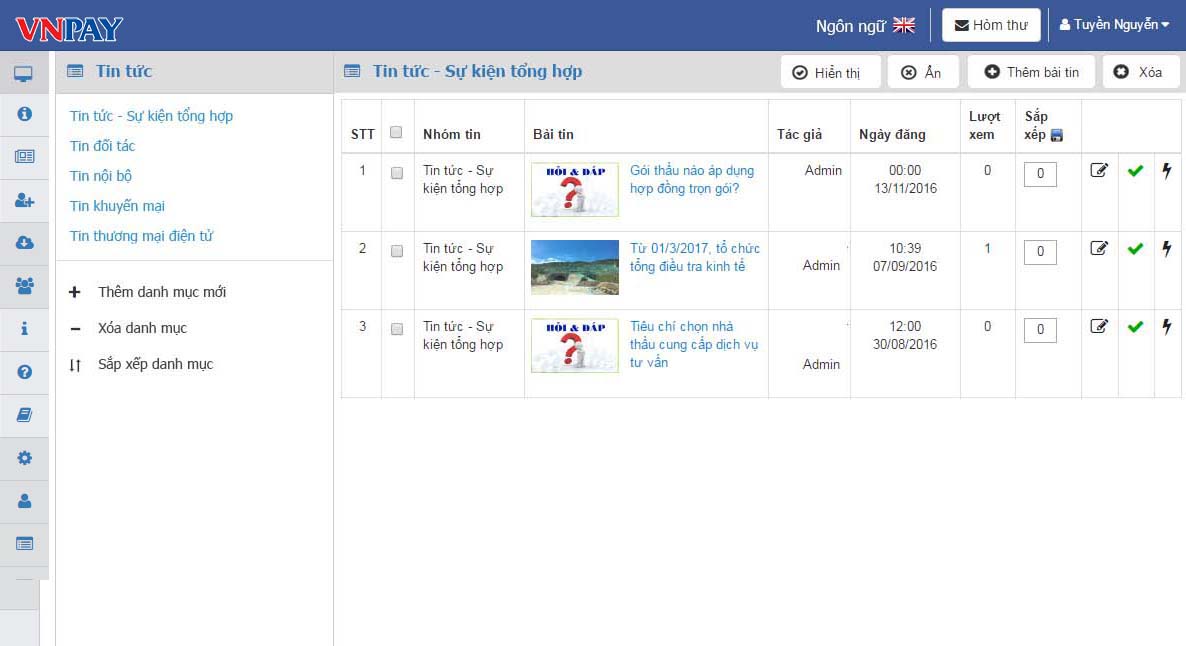 VNPAY
Ngôn ngữ
Hòm thư
Tuyền Nguyễn
Tin tức
Tin tức - Sự kiện tổng hợp
Tin đối tác
Tin nội bộ
Tin khuyến mại
Tin thương mại điện tử
Thêm danh mục mới
Xóa danh mục
Sắp xếp danh mục
Tin tức - Sự kiện tổng hợp
Hiển thị
Ẩn
Thêm bài tin
Xóa
STT
Nhóm tin
Bài tin
Tác giả
Ngày đăng
Lượt
xem
Sắp
xếp
1
Tin tức - Sự
kiện tổng hợp
HỎI & ĐÁP
Gói thầu nào áp dụng
hợp đồng trọn gói?
Admin
00:00
13/11/2016
0
0
2
Tin tức - Sự
kiện tổng hợp
Từ 01/3/2017, tổ chức
tổng điều tra kinh tế
Admin
10:39
07/09/2016
1
0
3
Tin tức - Sự
kiện tổng hợp
HỎI & ĐÁP
Tiêu chí chọn nhà
thầu cung cấp dịch vụ
tư vấn
Admin
12:00
30/08/2016
0
0